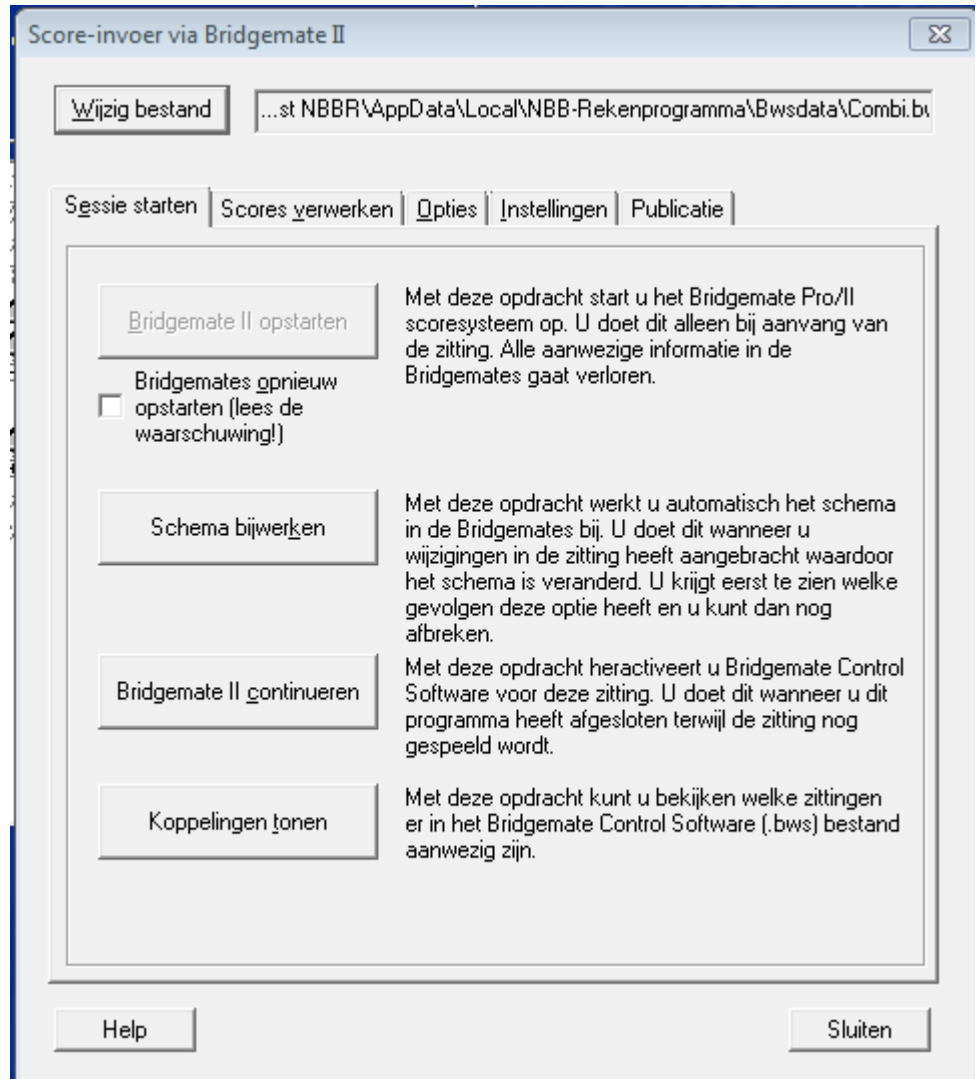 Score-invoer via Bridgemate II
Wijzig bestand
...st NBBR\AppData\Local\NBB-Rekenprogramma\Bwsdata\Combi.bw
Sessie starten
Scores verwerken
Opties
Instellingen
Publicatie
Bridgemate II opstarten
Met deze opdracht start u het Bridgemate Pro/II
scoresysteem op. U doet dit alleen bij aanvang van
de zitting. Alle aanwezige informatie in de
Bridgemates gaat verloren.
Bridgemates opnieuw
opstarten (lees de
waarschuwing!)
Schema bijwerken
Met deze opdracht werkt u automatisch het schema
in de Bridgemates bij. U doet dit wanneer u
wijzigingen in de zitting heeft aangebracht waardoor
het schema is veranderd. U krijgt eerst te zien welke
gevolgen deze optie heeft en u kunt dan nog
afbreken.
Bridgemate II continueren
Met deze opdracht heractiveert u Bridgemate Control
Software voor deze zitting. U doet dit wanneer u dit
programma heeft afgesloten terwijl de zitting nog
gespeeld wordt.
Koppelingen tonen
Met deze opdracht kunt u bekijken welke zittingen
er in het Bridgemate Control Software (.bws) bestand
aanwezig zijn.
Help
Sluiten